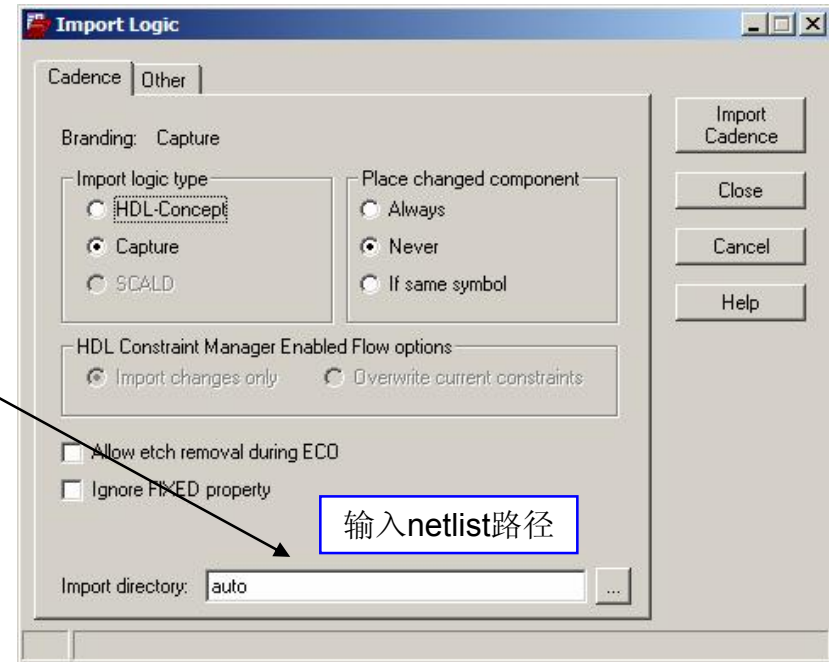 Import Logic
Cadence
Other
Branding: Capture
Import logic type
HDL-Concept
Capture
SCALD
Place changed component
Always
Never
If same symbol
HDL Constraint Manager Enabled Flow options
Import changes only
Overwrite current constraints
Allow etch removal during ECO
Ignore FIXED property
输入netlist路径
Import directory: auto
...
Import
Cadence
Close
Cancel
Help